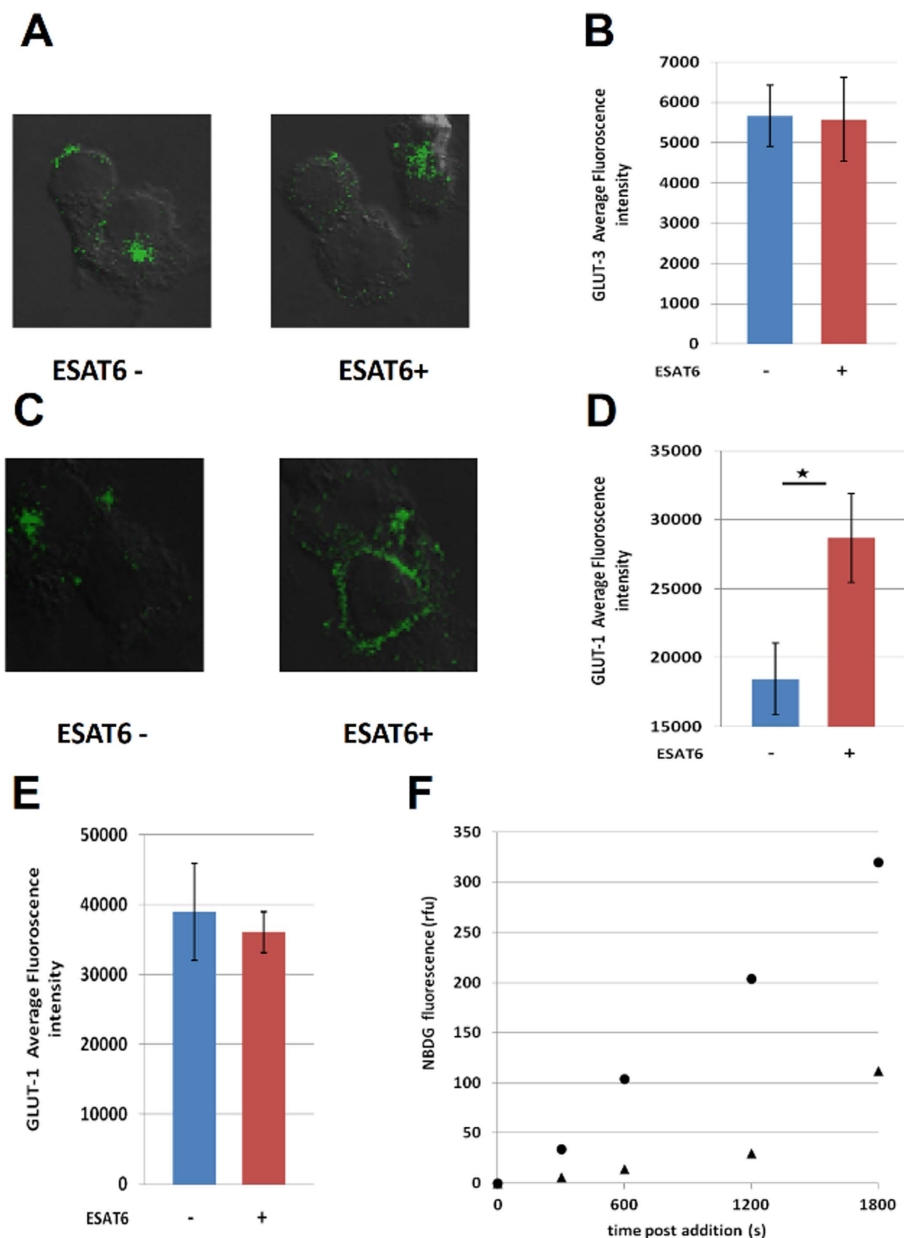 A
ESAT6 -
ESAT6+
B
7000
6000
5000
4000
3000
2000
1000
0
GLUT-3 Average Fluoroscence
intensity
ESAT6 - +
C
ESAT6 -
ESAT6+
D
35000
30000
25000
20000
15000
GLUT-1 Average Fluoroscence
intensity
★
ESAT6 - +
E
50000
40000
30000
20000
10000
0
GLUT-1 Average Fluoroscence
intensity
ESAT6 - +
F
350
300
250
200
150
100
50
0
NBDG fluorescence (rfu)
0 600 1200 1800
time post addition (s)